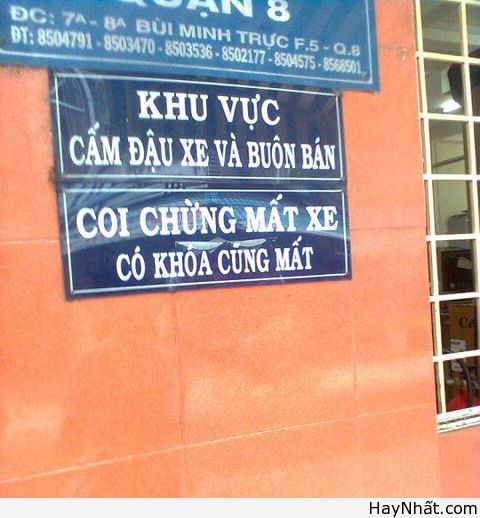 QUẬN 8
ĐC: 7A - 8A BÙI MINH TRỰC F.5 - Q.8
ĐT: 8504791 - 8503470 - 8503536 - 8502177 - 8504575 - 8568501
KHU VỰC
CẤM ĐẬU XE VÀ BUÔN BÁN
COI CHỪNG MẤT XE
CÓ KHÓA CŨNG MẤT
HayNhất.com